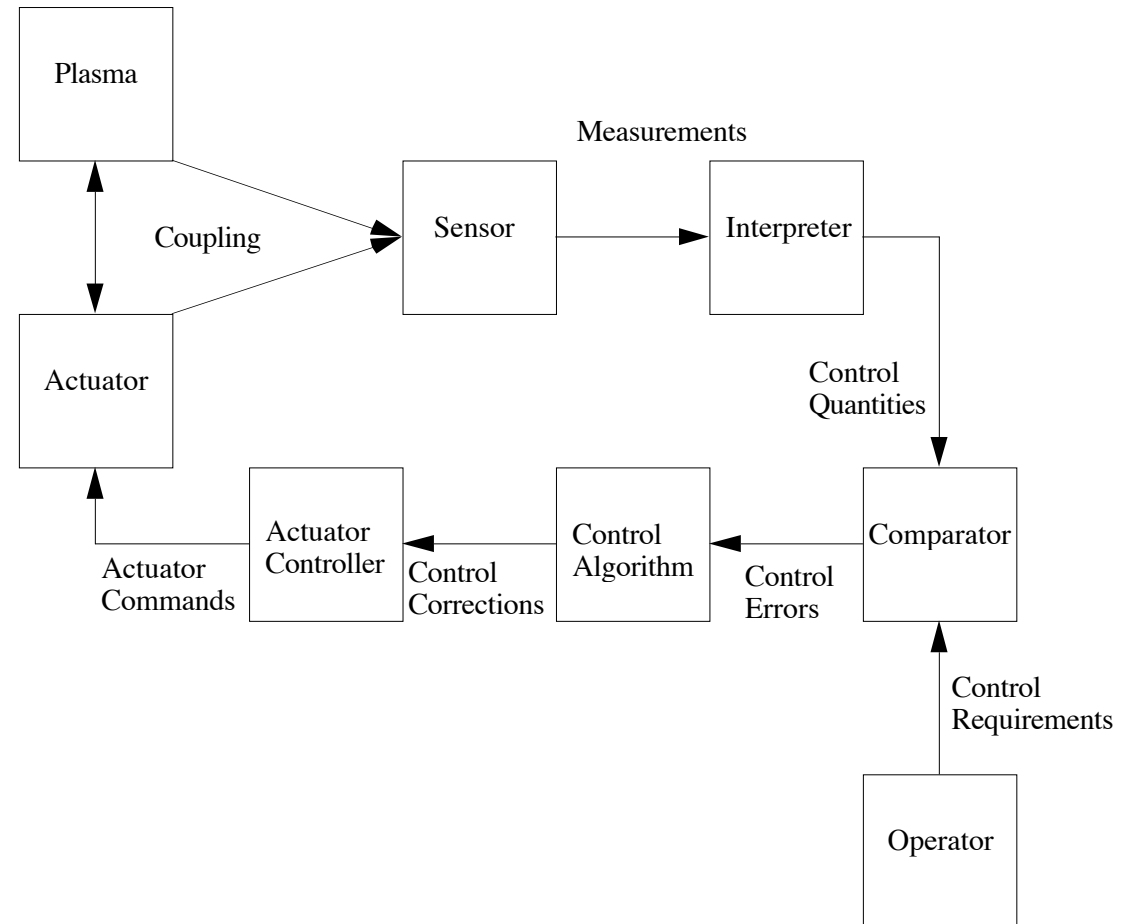 Plasma
Measurements
Coupling
Sensor
Interpreter
Actuator
Control
Quantities
Actuator
Controller
Control
Algorithm
Comparator
Actuator
Commands
Control
Corrections
Control
Errors
Control
Requirements
Operator